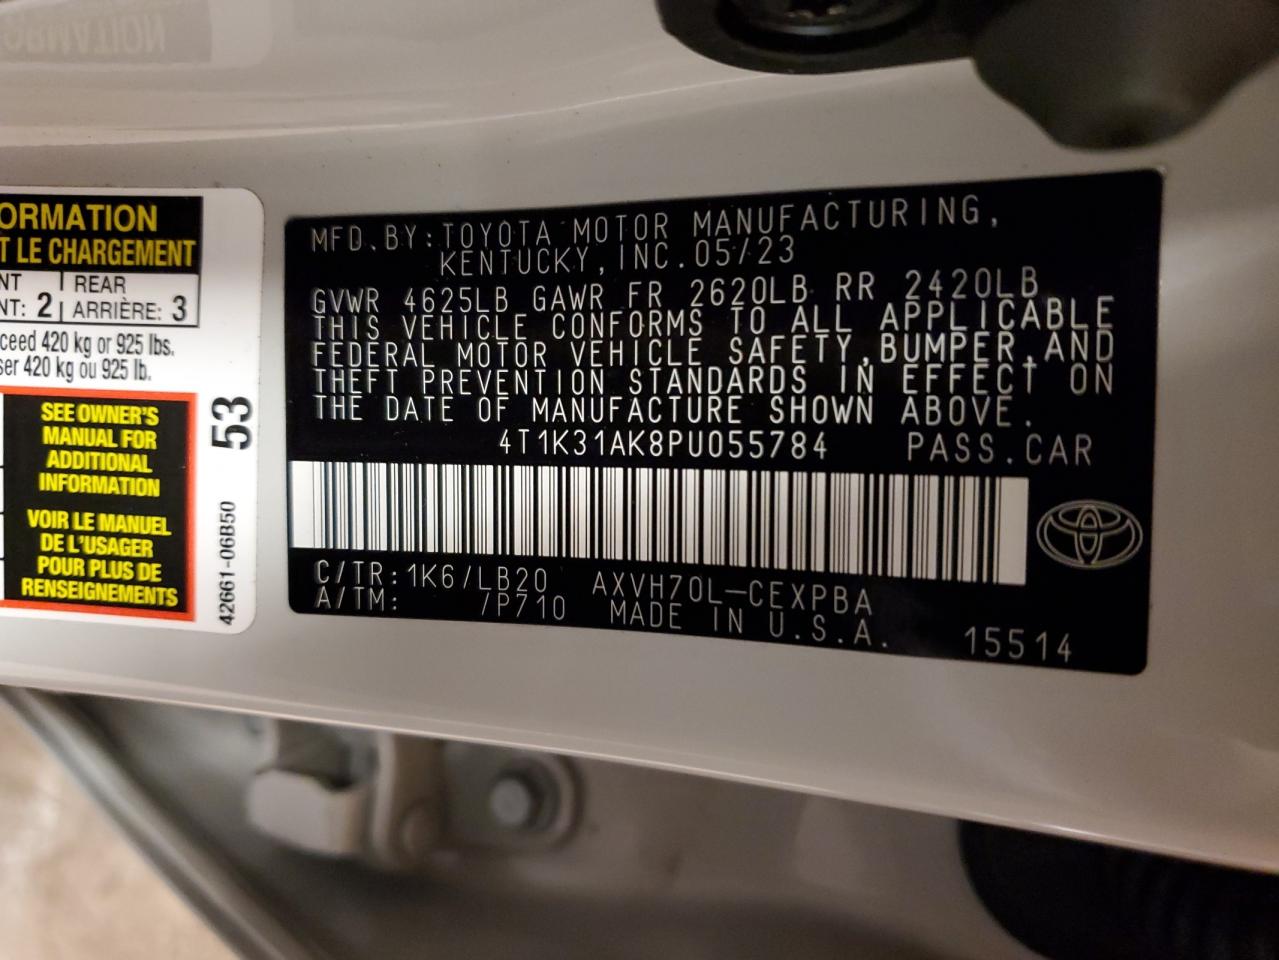 ORMATION
T LE CHARGEMENT
NT | REAR
NT: 2 | ARRIÈRE: 3
ceed 420 kg or 925 lbs.
ser 420 kg ou 925 lb.
SEE OWNER'S
MANUAL FOR
ADDITIONAL
INFORMATION
VOIR LE MANUEL
DE L'USAGER
POUR PLUS DE
RENSEIGNEMENTS
53
42661-06B50
MFD.BY:TOYOTA MOTOR MANUFACTURING,
KENTUCKY,INC.05/23
GVWR 4625LB GAWR FR 2620LB RR 2420LB
THIS VEHICLE CONFORMS TO ALL APPLICABLE
FEDERAL MOTOR VEHICLE SAFETY,BUMPER,AND
THEFT PREVENTION STANDARDS IN EFFECT ON
THE DATE OF MANUFACTURE SHOWN ABOVE.
4T1K31AK8PU055784 PASS.CAR
C/TR:1K6/LB20 AXVH70L-CEXPBA
A/TM: /P710 MADE IN U.S.A. 15514